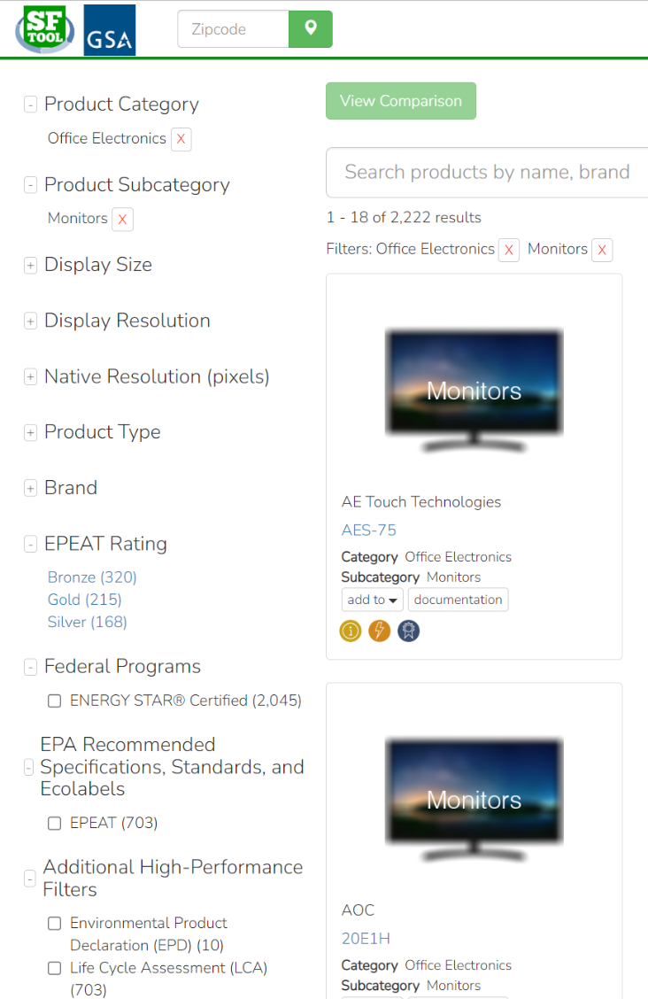 SF
TOOL
GSA
Zipcode
- Product Category
Office Electronics X
- Product Subcategory
Monitors X
+ Display Size
+ Display Resolution
+ Native Resolution (pixels)
+ Product Type
+ Brand
- EPEAT Rating
Bronze (320)
Gold (215)
Silver (168)
- Federal Programs
ENERGY STAR® Certified (2,045)
EPA Recommended
- Specifications, Standards, and
Ecolabels
EPEAT (703)
- Additional High-Performance
Filters
Environmental Product
Declaration (EPD) (10)
Life Cycle Assessment (LCA)
(703)
View Comparison
Search products by name, brand
1 - 18 of 2,222 results
Filters: Office Electronics X Monitors X
Monitors
AE Touch Technologies
AES-75
Category Office Electronics
Subcategory Monitors
add to documentation
Monitors
AOC
20E1H
Category Office Electronics
Subcategory Monitors